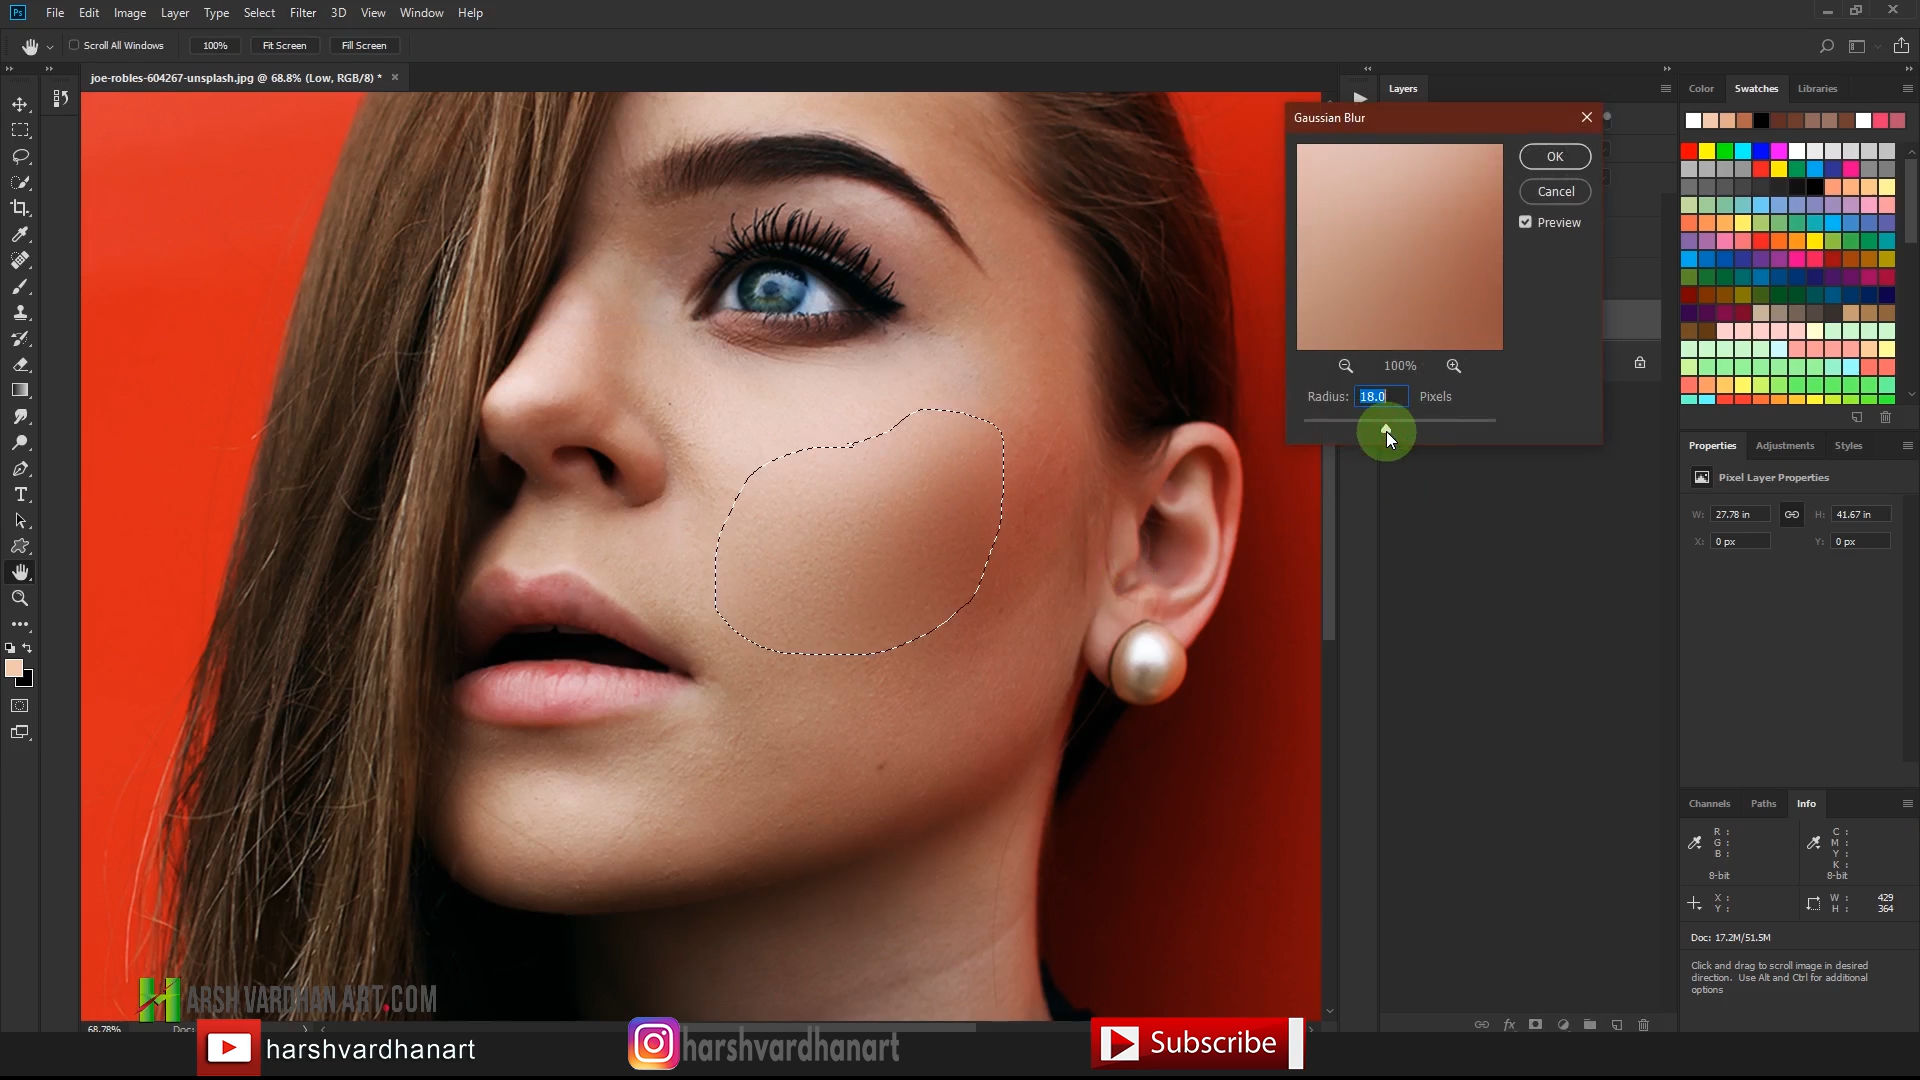 Ps File Edit Image Layer Type Select Filter 3D View Window Help
Scroll All Windows 100% Fit Screen Fill Screen
joe-robles-604267-unsplash.jpg @ 68.8% (Low, RGB/8) * ×
Layers
Color Swatches Libraries
Gaussian Blur
OK
Cancel
Preview
100%
Radius: 18.0 Pixels
Properties Adjustments Styles
Pixel Layer Properties
W: 27.78 in H: 41.67 in
X: 0 px Y: 0 px
Channels Paths Info
R : C :
G : M :
B : Y :
K :
8-bit 8-bit
X : W : 429
Y : H : 364
Doc: 17.2M/51.5M
Click and drag to scroll image in desired
direction. Use Alt and Ctrl for additional
options
HARSH VARDHAN ART.COM
68.78% Doc:
harshvardhanart
harshvardhanart
Subscribe